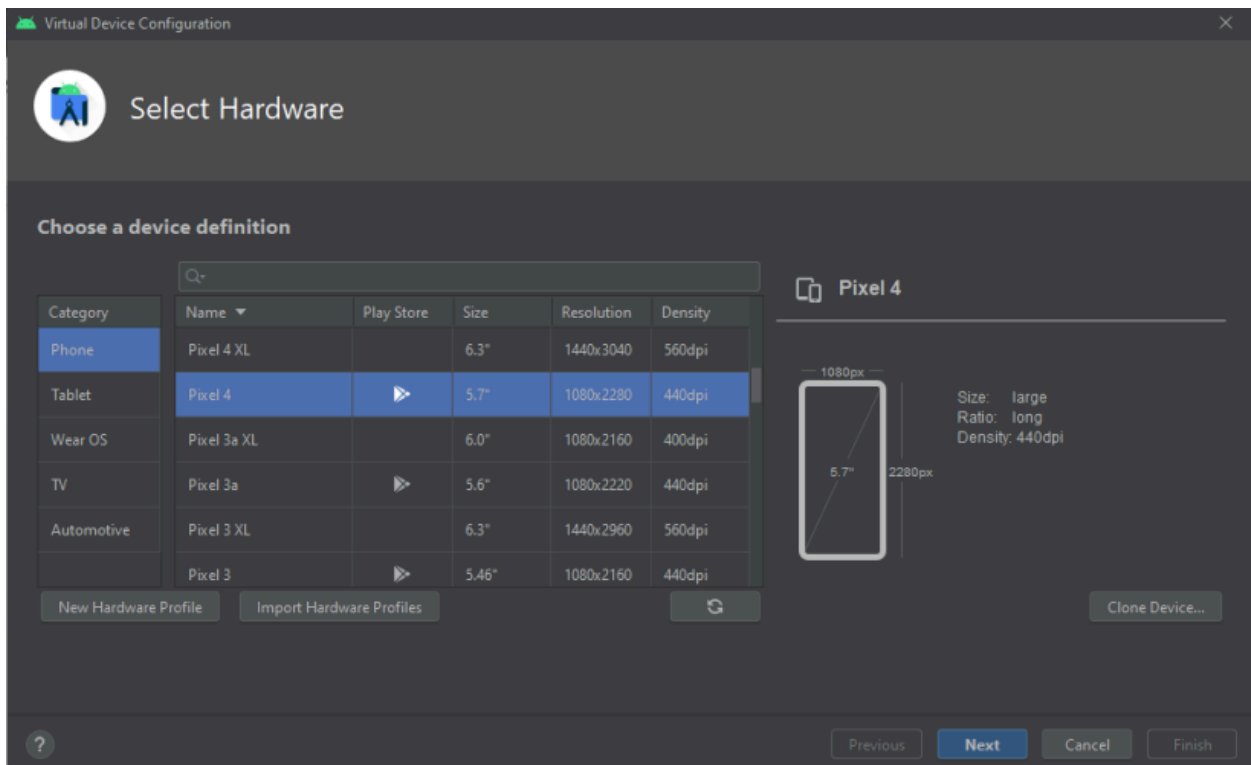 Virtual Device Configuration
Select Hardware
Choose a device definition
Category
Phone
Tablet
Wear OS
TV
Automotive
Name Play Store Size Resolution Density
Pixel 4 XL 6.3" 1440x3040 560dpi
Pixel 4 5.7" 1080x2280 440dpi
Pixel 3a XL 6.0" 1080x2160 400dpi
Pixel 3a 5.6" 1080x2220 440dpi
Pixel 3 XL 6.3" 1440x2960 560dpi
Pixel 3 5.46" 1080x2160 440dpi
New Hardware Profile
Import Hardware Profiles
Pixel 4
1080px
5.7"
2280px
Size: large
Ratio: long
Density: 440dpi
Clone Device...
?
Previous
Next
Cancel
Finish